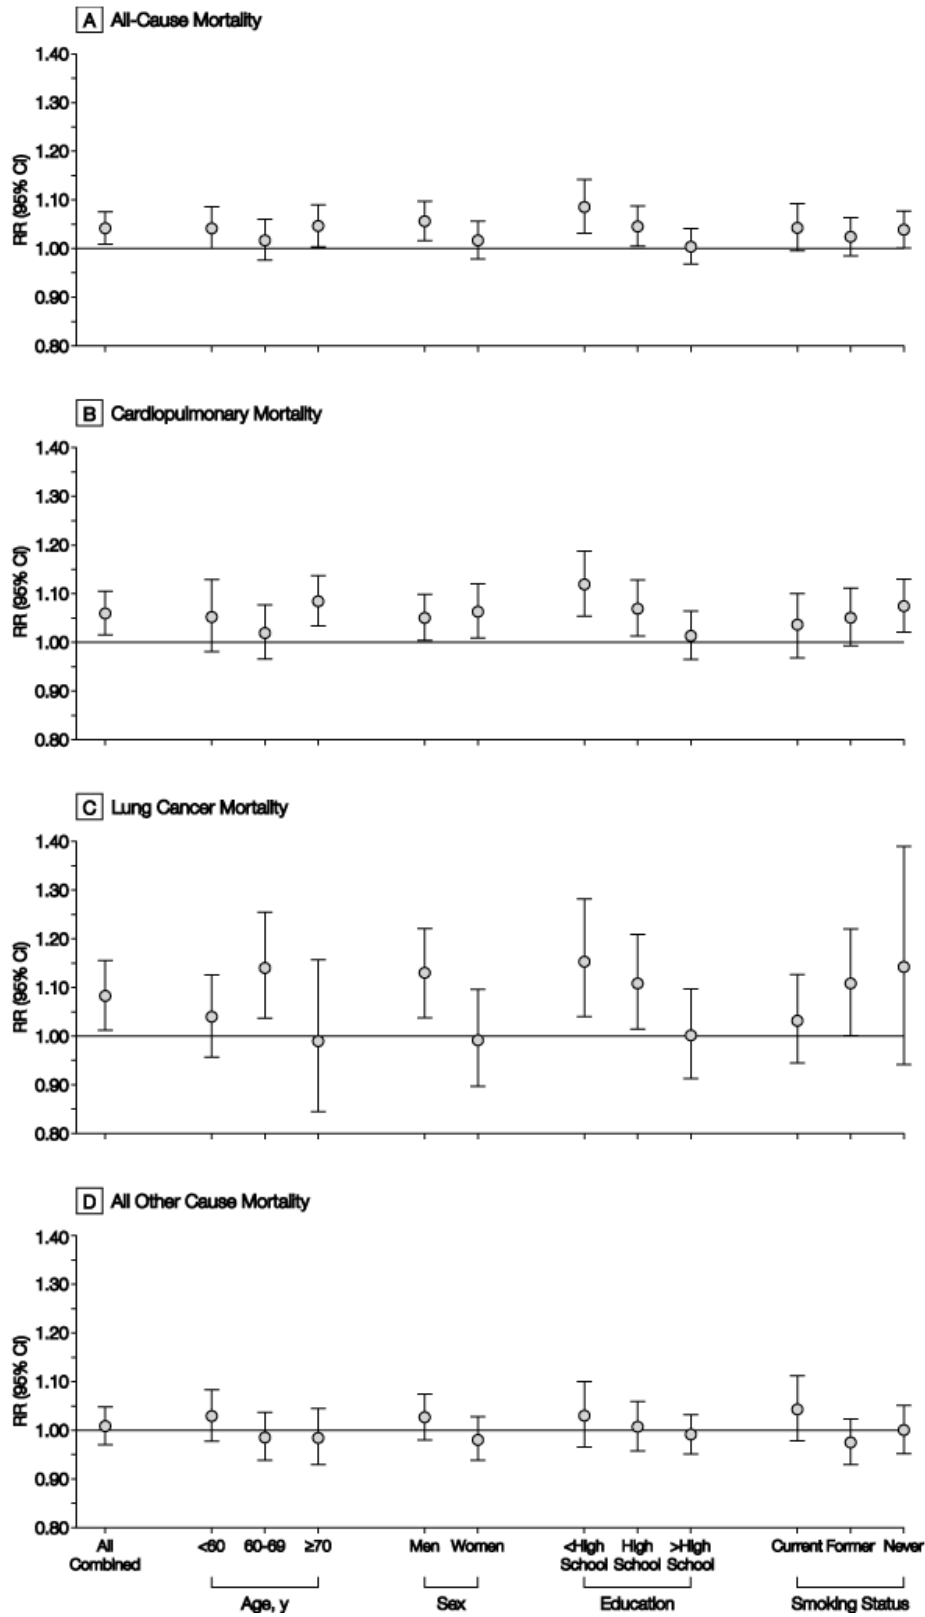 A All-Cause Mortality
1.40
1.30
1.20
1.10
1.00
0.90
0.80
RR (95% CI)
B Cardiopulmonary Mortality
1.40
1.30
1.20
1.10
1.00
0.90
0.80
RR (95% CI)
C Lung Cancer Mortality
1.40
1.30
1.20
1.10
1.00
0.90
0.80
RR (95% CI)
D All Other Cause Mortality
1.40
1.30
1.20
1.10
1.00
0.90
0.80
RR (95% CI)
All Combined
<60 60-69 ≥70
Age, y
Men Women
Sex
<High School High School >High School
Education
Current Former Never
Smoking Status